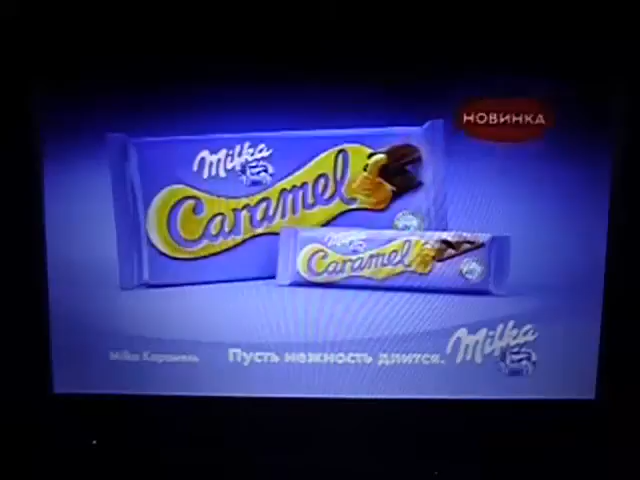 НОВИНКА
Milka
Caramel
Milka
Caramel
Milka Карамель
Пусть нежность длится.
Milka